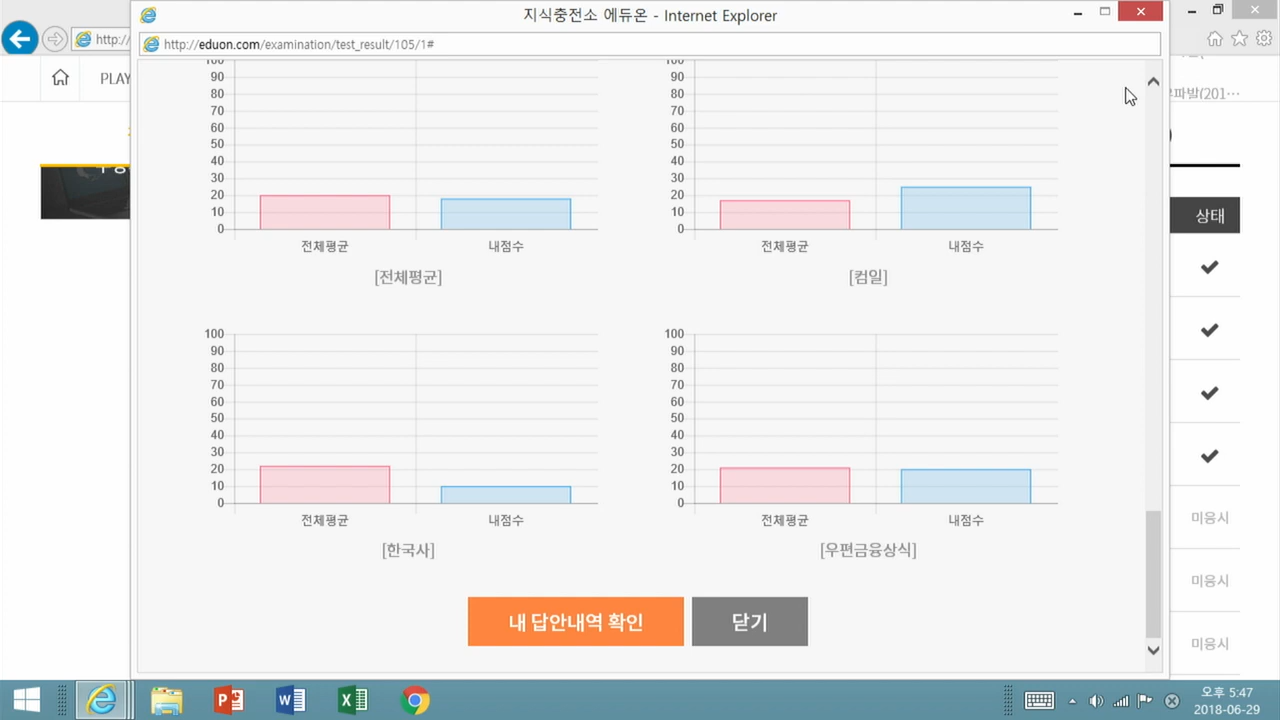 지식충전소 에듀온 - Internet Explorer
http://
http://eduon.com/examination/test_result/105/1#
PLAY
상태
미응시
미응시
미응시
100
90
80
70
60
50
40
30
20
10
0
전체평균 내점수
[전체평균]
100
90
80
70
60
50
40
30
20
10
0
전체평균 내점수
[컴일]
100
90
80
70
60
50
40
30
20
10
0
전체평균 내점수
[한국사]
100
90
80
70
60
50
40
30
20
10
0
전체평균 내점수
[우편금융상식]
내 답안내역 확인
닫기
오후 5:47
2018-06-29